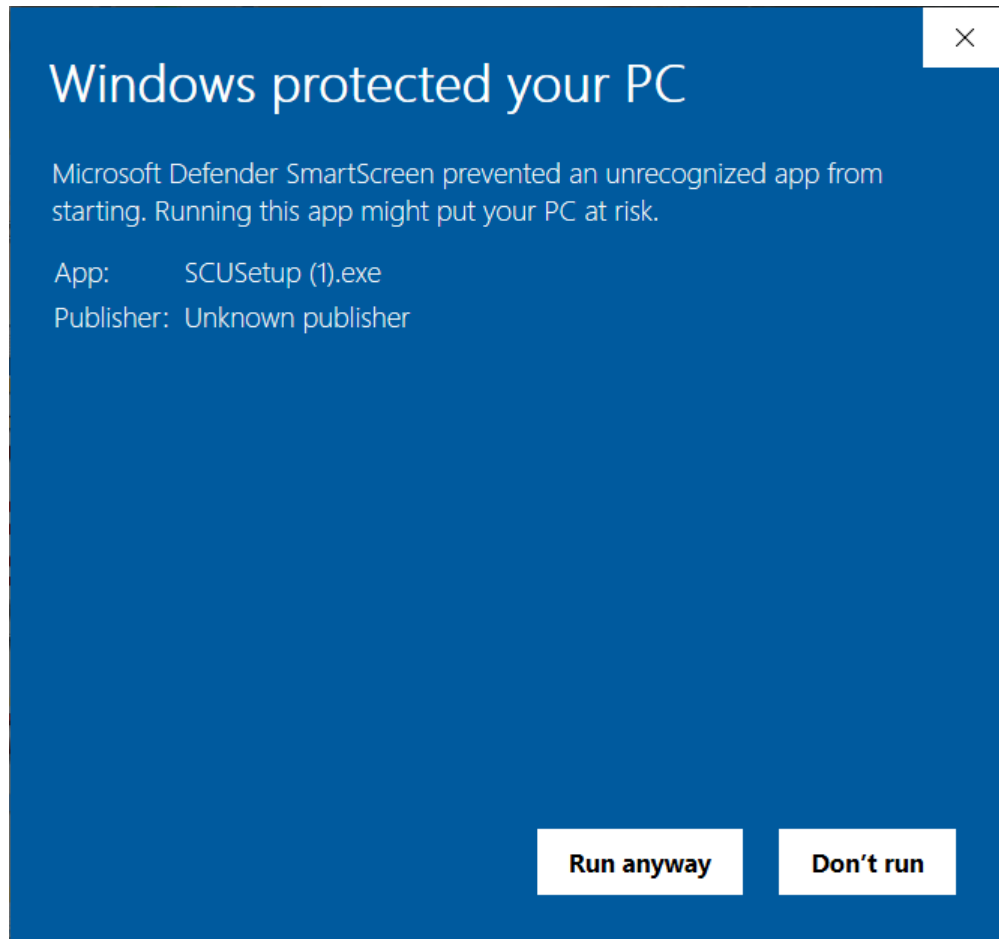 Windows protected your PC
Microsoft Defender SmartScreen prevented an unrecognized app from
starting. Running this app might put your PC at risk.
App: SCUSetup (1).exe
Publisher: Unknown publisher
Run anyway Don’t run